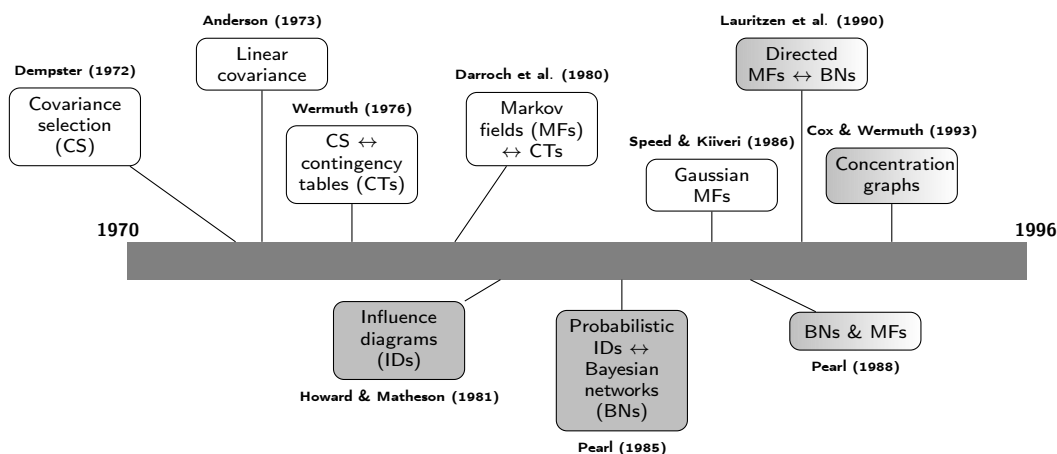 Anderson (1973)
Linear
covariance
Lauritzen et al. (1990)
Directed
MFs ↔ BNs
Dempster (1972)
Covariance
selection
(CS)
Wermuth (1976)
CS ↔
contingency
tables (CTs)
Darroch et al. (1980)
Markov
fields (MFs)
↔ CTs
Speed & Kiiveri (1986)
Gaussian
MFs
Cox & Wermuth (1993)
Concentration
graphs
1970
1996
Influence
diagrams
(IDs)
Howard & Matheson (1981)
Probabilistic
IDs ↔
Bayesian
networks
(BNs)
Pearl (1985)
BNs & MFs
Pearl (1988)